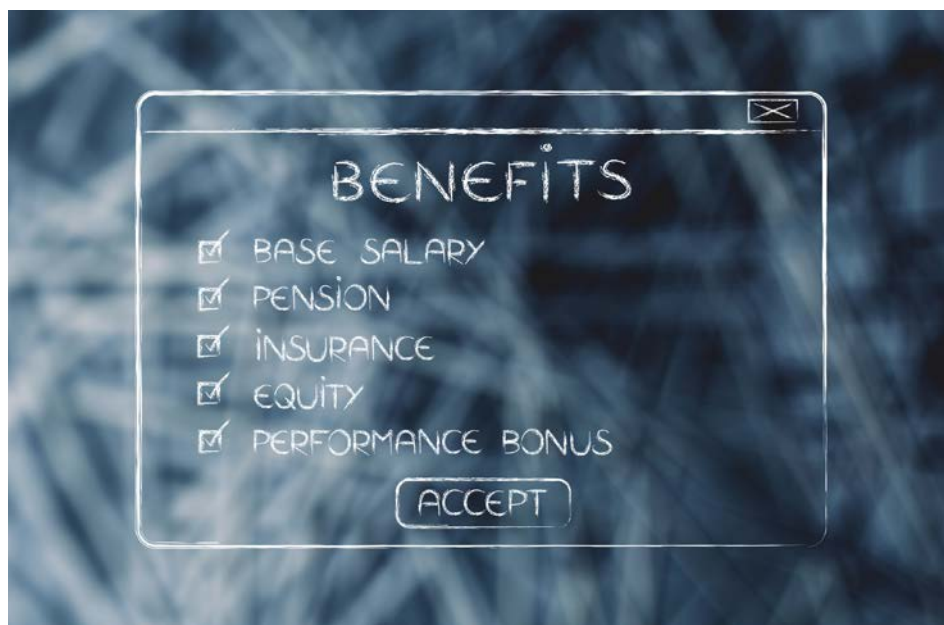 BENEFiTS
BASE SALARY
PENSiON
iNSURANCE
EQUiTY
PERFORMANCE BONUS
ACCEPT